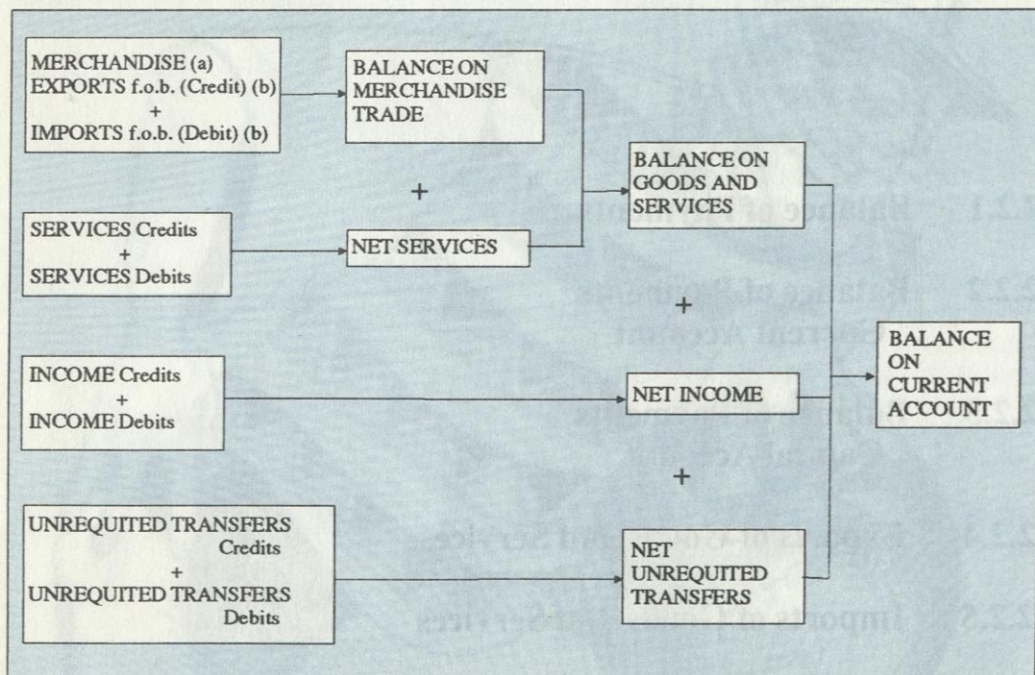 MERCHANDISE (a)
EXPORTS f.o.b. (Credit) (b)
+
IMPORTS f.o.b. (Debit) (b)
BALANCE ON
MERCHANDISE
TRADE
+
SERVICES Credits
+
SERVICES Debits
NET SERVICES
BALANCE ON
GOODS AND
SERVICES
+
INCOME Credits
+
INCOME Debits
NET INCOME
+
UNREQUITED TRANSFERS
Credits
+
UNREQUITED TRANSFERS
Debits
NET
UNREQUITED
TRANSFERS
BALANCE
ON
CURRENT
ACCOUNT
2.2.1 Balance of Payments
2.2.2 Balance of Payments
Current Account
Balance of Payments
2.2.4 Exports of Goods and Services
2.2.5 Imports of Services